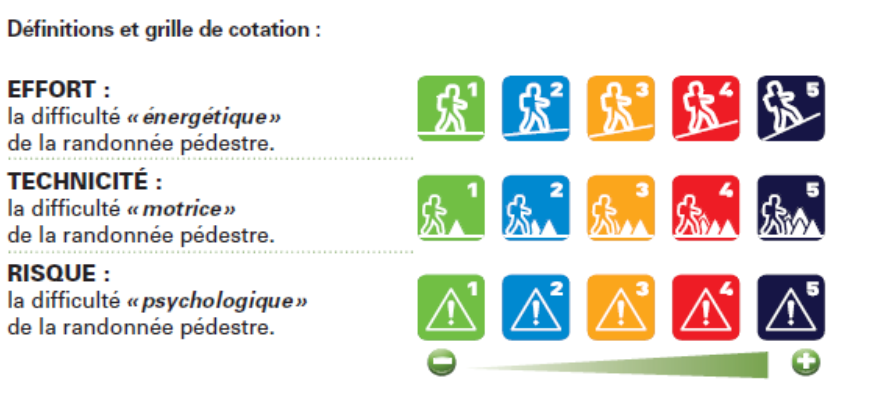 Définitions et grille de cotation :
EFFORT :
la difficulté «énergétique»
de la randonnée pédestre.
1 2 3 4 5
TECHNICITÉ :
la difficulté «motrice»
de la randonnée pédestre.
1 2 3 4 5
RISQUE :
la difficulté «psychologique»
de la randonnée pédestre.
1 2 3 4 5